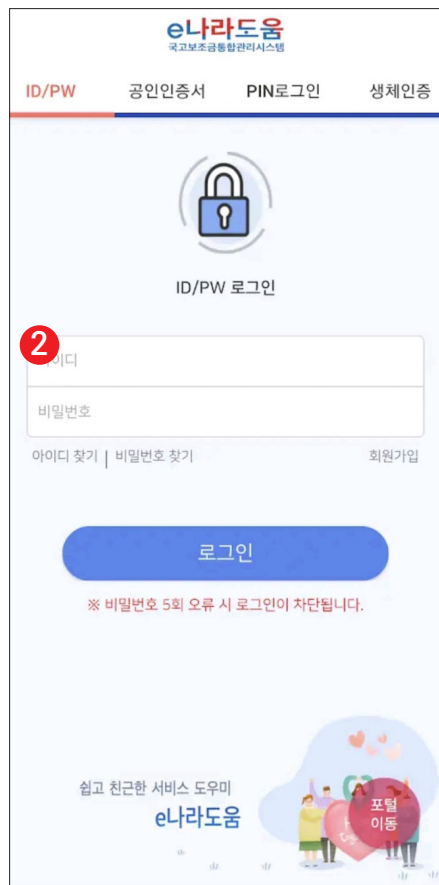 e나라도움
국고보조금통합관리시스템
ID/PW 공인인증서 PIN로그인 생체인증
ID/PW 로그인
2
이디
비밀번호
아이디 찾기 | 비밀번호 찾기 회원가입
로그인
※ 비밀번호 5회 오류 시 로그인이 차단됩니다.
쉽고 친근한 서비스 도우미
e나라도움
포털
이동